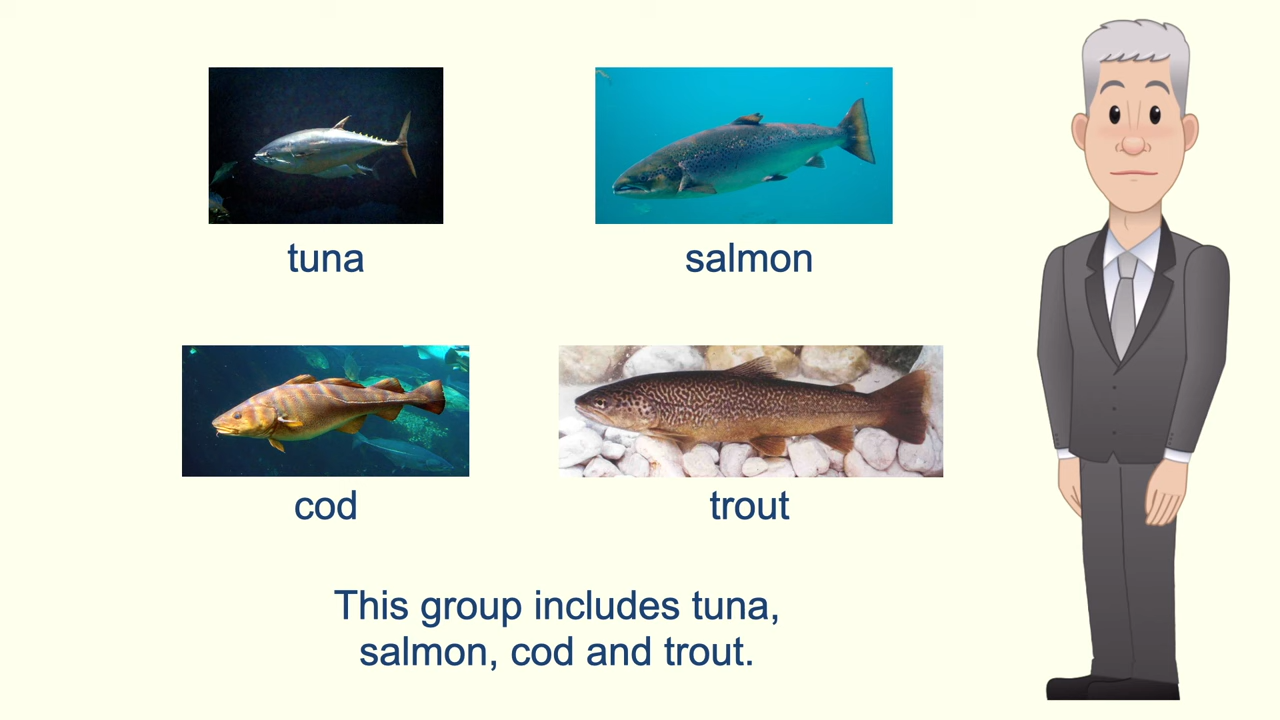 tuna
salmon
cod
trout
This group includes tuna,
salmon, cod and trout.